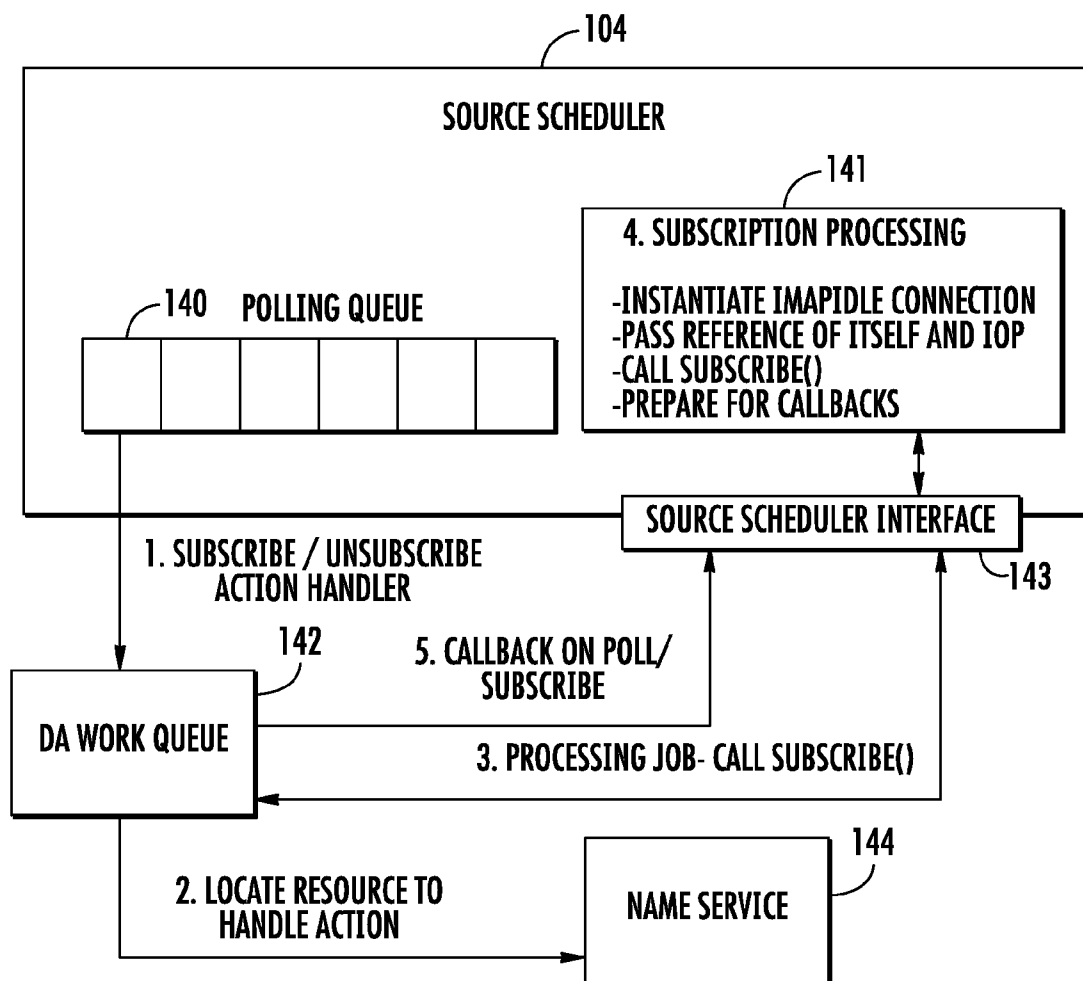 104
SOURCE SCHEDULER
141
4. SUBSCRIPTION PROCESSING
-INSTANTIATE IMAPIDLE CONNECTION
-PASS REFERENCE OF ITSELF AND IOP
-CALL SUBSCRIBE()
-PREPARE FOR CALLBACKS
140
POLLING QUEUE
SOURCE SCHEDULER INTERFACE
143
1. SUBSCRIBE / UNSUBSCRIBE
ACTION HANDLER
142
DA WORK QUEUE
5. CALLBACK ON POLL/
SUBSCRIBE
3. PROCESSING JOB- CALL SUBSCRIBE()
144
NAME SERVICE
2. LOCATE RESOURCE TO
HANDLE ACTION